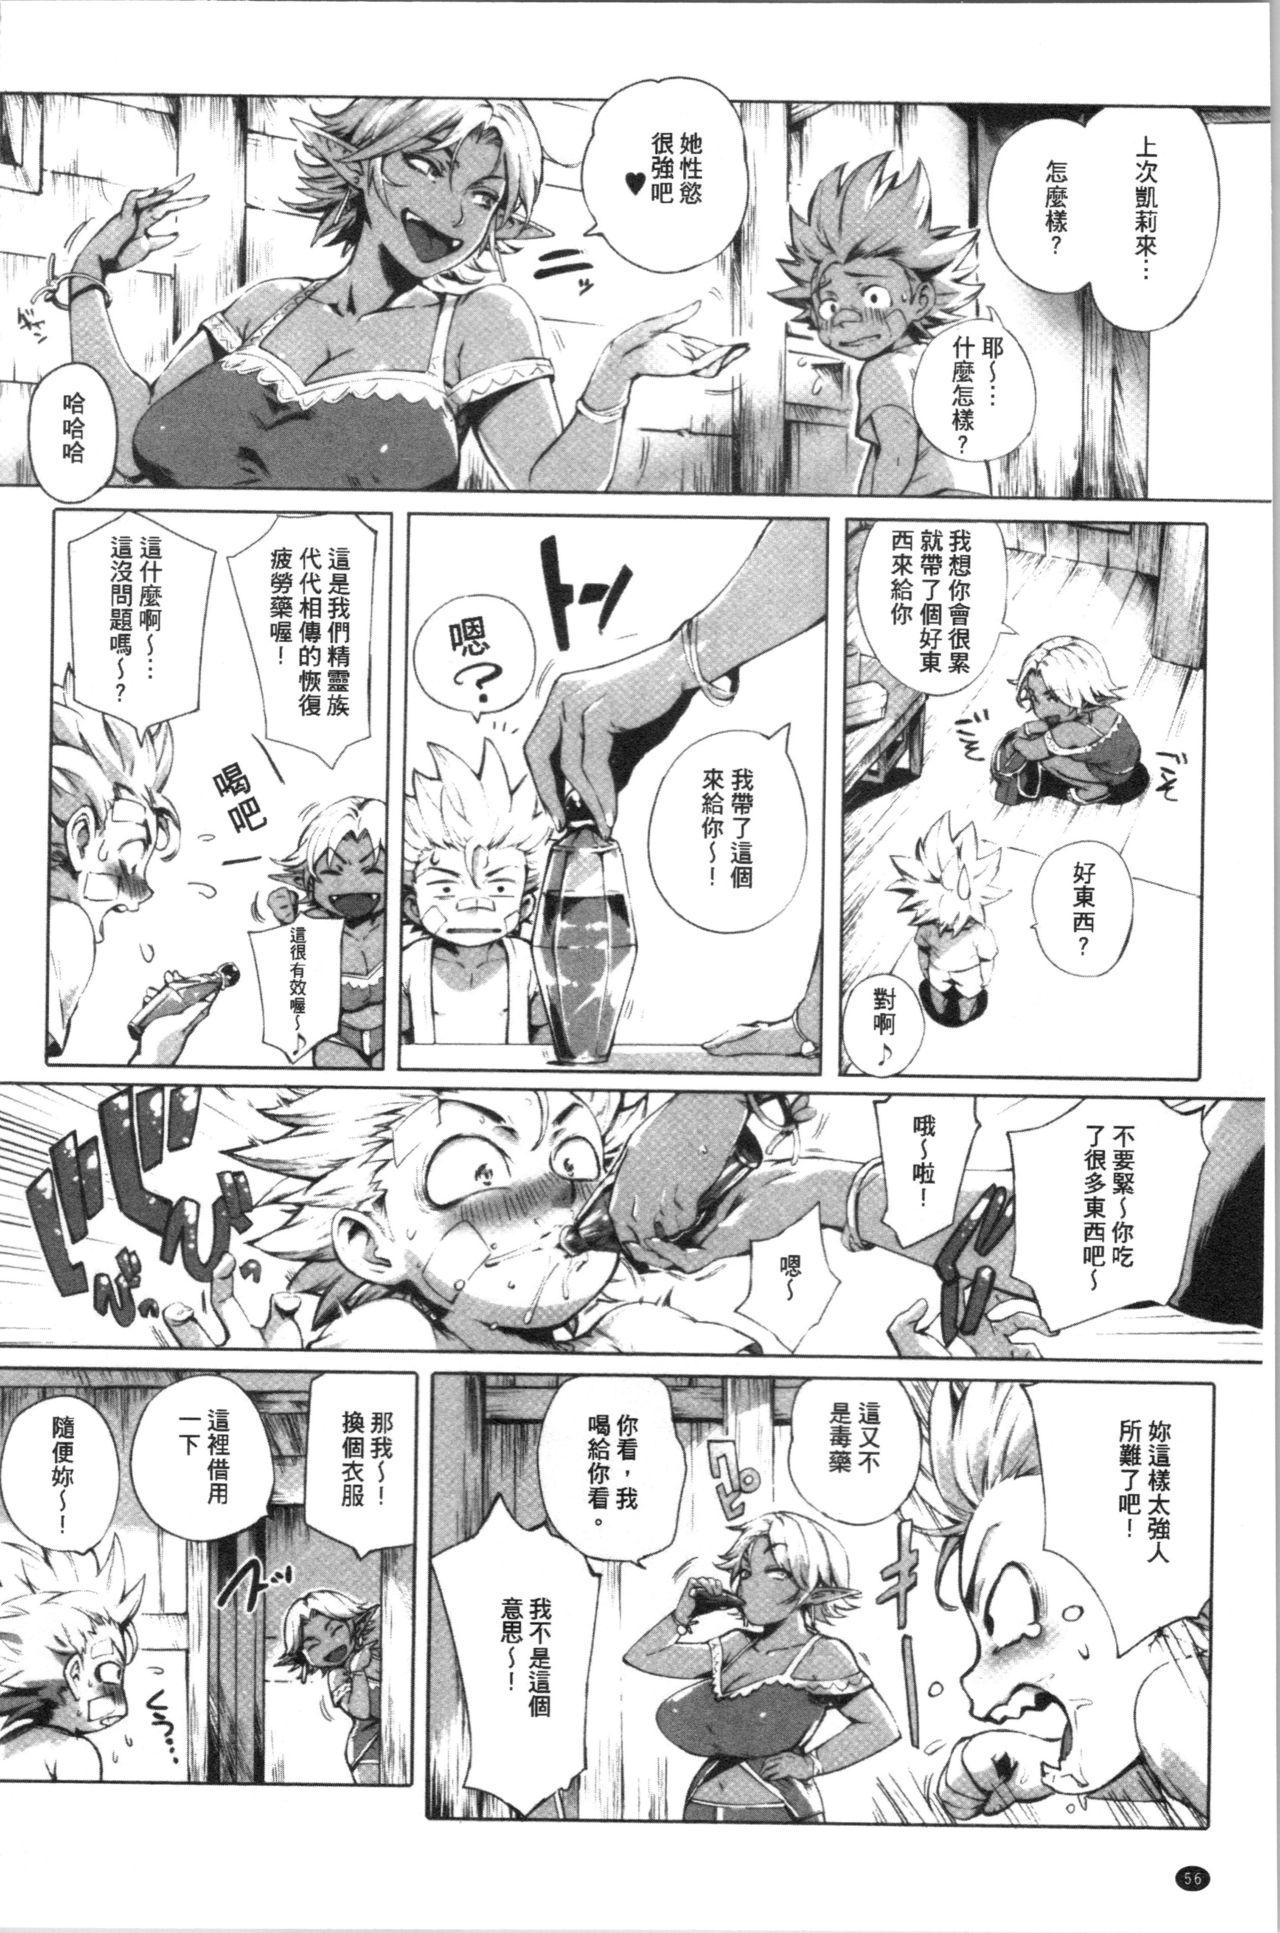 上次凱莉來…
怎麼樣？
耶～…
什麼怎樣？
她性慾
很強吧
♥
哈哈哈
我想你會很累
就帶了個好東
西來給你
好東西？
對啊♪
我帶了這個
來給你～！
嗯？
這是我們精靈族
代代相傳的恢復
疲勞藥喔！
喝吧
這很有效喔～♪
這什麼啊～…
這沒問題嗎～？
不要緊～你吃
了很多東西吧～
哦～啦！
嗯～
妳這樣太強人
所難了吧！
這又不
是毒藥
你看，我
喝給你看。
我不是這個
意思～！
那我～！
換個衣服
這裡借用
一下
隨便妳～！
56